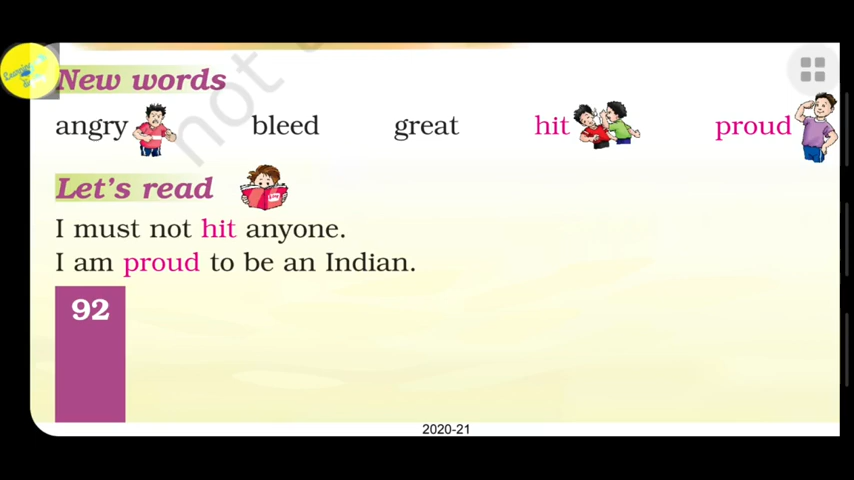 New words
angry bleed great hit proud
Let's read
I must not hit anyone.
I am proud to be an Indian.
92
2020-21
not